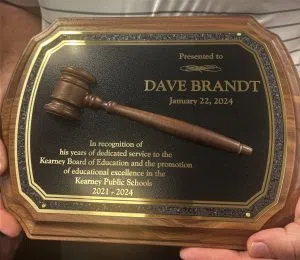 Presented to
DAVE BRANDT
January 22, 2024
In recognition of
his years of dedicated service to the
Kearney Board of Education and the promotion
of educational excellence in the
Kearney Public Schools
2021 - 2024